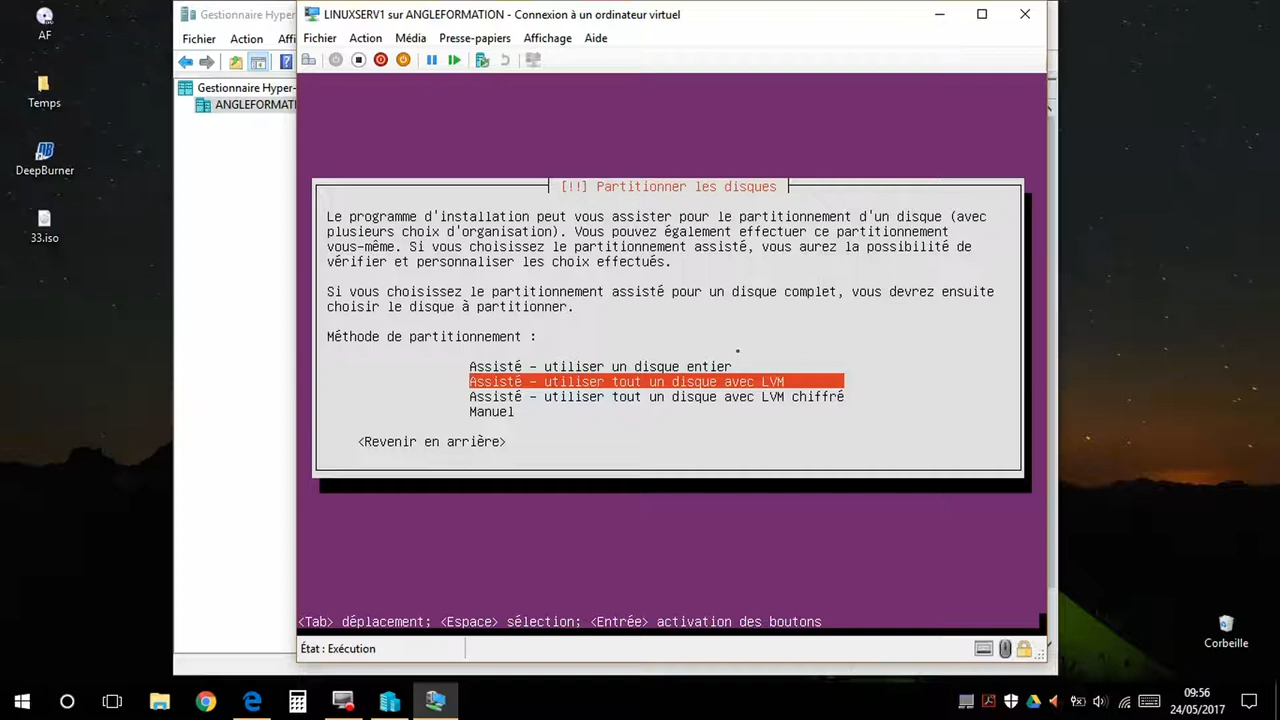 AF
Temps
DeepBurner
33.iso
Gestionnaire Hyper
Fichier Action Affi
Gestionnaire Hyper-
ANGLEFORMATION
LINUXSERV1 sur ANGLEFORMATION - Connexion à un ordinateur virtuel
Fichier Action Média Presse-papiers Affichage Aide
[!!] Partitionner les disques
Le programme d'installation peut vous assister pour le partitionnement d'un disque (avec
plusieurs choix d'organisation). Vous pouvez également effectuer ce partitionnement
vous-même. Si vous choisissez le partitionnement assisté, vous aurez la possibilité de
vérifier et personnaliser les choix effectués.
Si vous choisissez le partitionnement assisté pour un disque complet, vous devrez ensuite
choisir le disque à partitionner.
Méthode de partitionnement :
Assisté - utiliser un disque entier
Assisté - utiliser tout un disque avec LVM
Assisté - utiliser tout un disque avec LVM chiffré
Manuel
<Revenir en arrière>
<Tab> déplacement; <Espace> sélection; <Entrée> activation des boutons
État : Exécution
Corbeille
09:56
24/05/2017